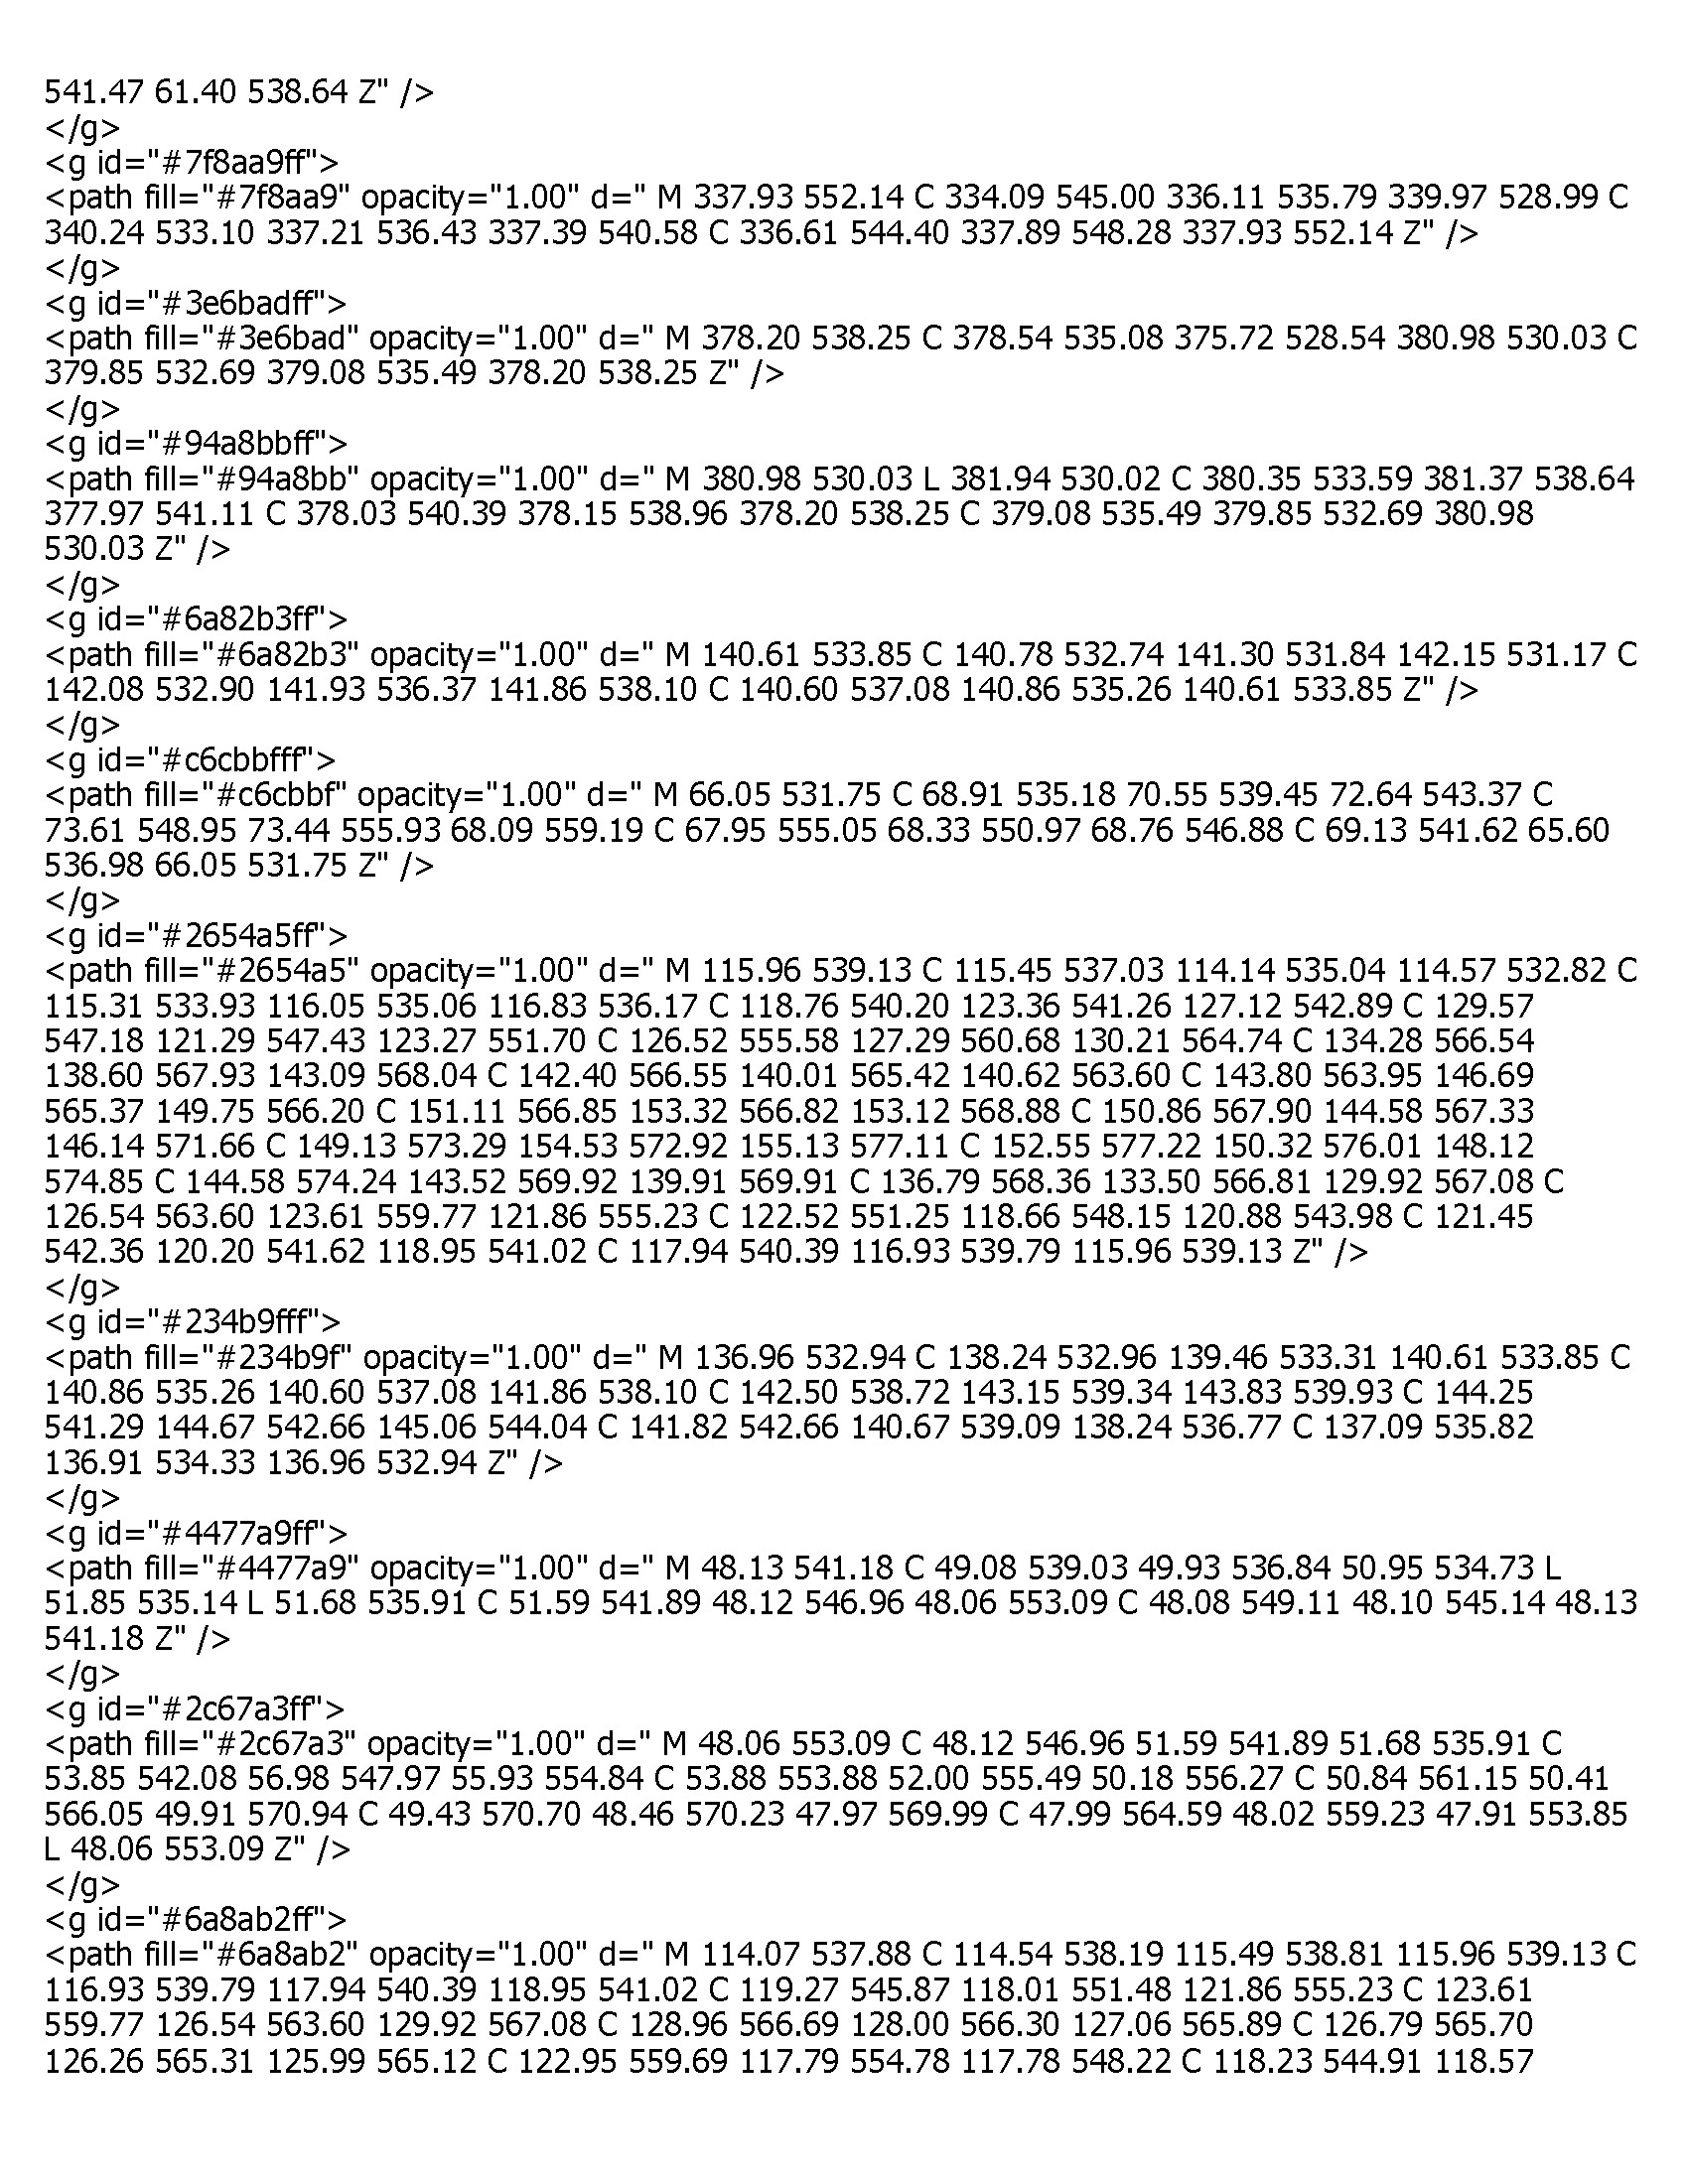 541.47 61.40 538.64 Z" />
</g>
<g id="#7f8aa9ff">
<path fill="#7f8aa9" opacity="1.00" d=" M 337.93 552.14 C 334.09 545.00 336.11 535.79 339.97 528.99 C
340.24 533.10 337.21 536.43 337.39 540.58 C 336.61 544.40 337.89 548.28 337.93 552.14 Z" />
</g>
<g id="#3e6badff">
<path fill="#3e6bad" opacity="1.00" d=" M 378.20 538.25 C 378.54 535.08 375.72 528.54 380.98 530.03 C
379.85 532.69 379.08 535.49 378.20 538.25 Z" />
</g>
<g id="#94a8bbff">
<path fill="#94a8bb" opacity="1.00" d=" M 380.98 530.03 L 381.94 530.02 C 380.35 533.59 381.37 538.64
377.97 541.11 C 378.03 540.39 378.15 538.96 378.20 538.25 C 379.08 535.49 379.85 532.69 380.98
530.03 Z" />
</g>
<g id="#6a82b3ff">
<path fill="#6a82b3" opacity="1.00" d=" M 140.61 533.85 C 140.78 532.74 141.30 531.84 142.15 531.17 C
142.08 532.90 141.93 536.37 141.86 538.10 C 140.60 537.08 140.86 535.26 140.61 533.85 Z" />
</g>
<g id="#c6cbbfff">
<path fill="#c6cbbf" opacity="1.00" d=" M 66.05 531.75 C 68.91 535.18 70.55 539.45 72.64 543.37 C
73.61 548.95 73.44 555.93 68.09 559.19 C 67.95 555.05 68.33 550.97 68.76 546.88 C 69.13 541.62 65.60
536.98 66.05 531.75 Z" />
</g>
<g id="#2654a5ff">
<path fill="#2654a5" opacity="1.00" d=" M 115.96 539.13 C 115.45 537.03 114.14 535.04 114.57 532.82 C
115.31 533.93 116.05 535.06 116.83 536.17 C 118.76 540.20 123.36 541.26 127.12 542.89 C 129.57
547.18 121.29 547.43 123.27 551.70 C 126.52 555.58 127.29 560.68 130.21 564.74 C 134.28 566.54
138.60 567.93 143.09 568.04 C 142.40 566.55 140.01 565.42 140.62 563.60 C 143.80 563.95 146.69
565.37 149.75 566.20 C 151.11 566.85 153.32 566.82 153.12 568.88 C 150.86 567.90 144.58 567.33
146.14 571.66 C 149.13 573.29 154.53 572.92 155.13 577.11 C 152.55 577.22 150.32 576.01 148.12
574.85 C 144.58 574.24 143.52 569.92 139.91 569.91 C 136.79 568.36 133.50 566.81 129.92 567.08 C
126.54 563.60 123.61 559.77 121.86 555.23 C 122.52 551.25 118.66 548.15 120.88 543.98 C 121.45
542.36 120.20 541.62 118.95 541.02 C 117.94 540.39 116.93 539.79 115.96 539.13 Z" />
</g>
<g id="#234b9fff">
<path fill="#234b9f" opacity="1.00" d=" M 136.96 532.94 C 138.24 532.96 139.46 533.31 140.61 533.85 C
140.86 535.26 140.60 537.08 141.86 538.10 C 142.50 538.72 143.15 539.34 143.83 539.93 C 144.25
541.29 144.67 542.66 145.06 544.04 C 141.82 542.66 140.67 539.09 138.24 536.77 C 137.09 535.82
136.91 534.33 136.96 532.94 Z" />
</g>
<g id="#4477a9ff">
<path fill="#4477a9" opacity="1.00" d=" M 48.13 541.18 C 49.08 539.03 49.93 536.84 50.95 534.73 L
51.85 535.14 L 51.68 535.91 C 51.59 541.89 48.12 546.96 48.06 553.09 C 48.08 549.11 48.10 545.14 48.13
541.18 Z" />
</g>
<g id="#2c67a3ff">
<path fill="#2c67a3" opacity="1.00" d=" M 48.06 553.09 C 48.12 546.96 51.59 541.89 51.68 535.91 C
53.85 542.08 56.98 547.97 55.93 554.84 C 53.88 553.88 52.00 555.49 50.18 556.27 C 50.84 561.15 50.41
566.05 49.91 570.94 C 49.43 570.70 48.46 570.23 47.97 569.99 C 47.99 564.59 48.02 559.23 47.91 553.85
L 48.06 553.09 Z" />
</g>
<g id="#6a8ab2ff">
<path fill="#6a8ab2" opacity="1.00" d=" M 114.07 537.88 C 114.54 538.19 115.49 538.81 115.96 539.13 C
116.93 539.79 117.94 540.39 118.95 541.02 C 119.27 545.87 118.01 551.48 121.86 555.23 C 123.61
559.77 126.54 563.60 129.92 567.08 C 128.96 566.69 128.00 566.30 127.06 565.89 C 126.79 565.70
126.26 565.31 125.99 565.12 C 122.95 559.69 117.79 554.78 117.78 548.22 C 118.23 544.91 118.57